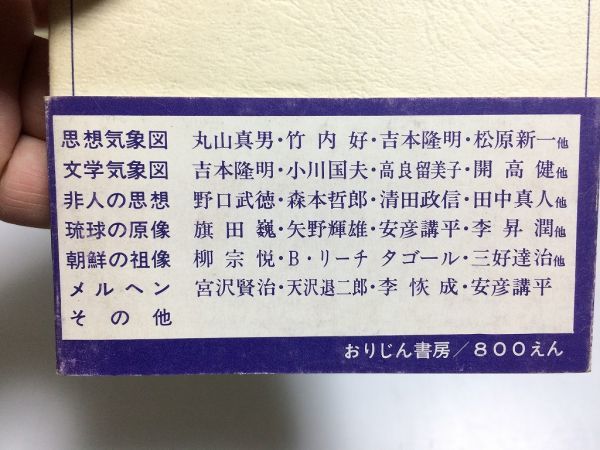 思想気象図 丸山真男・竹内好・吉本隆明・松原新一他
文学気象図 吉本隆明・小川国夫・高良留美子・開高健他
非人の思想 野口武徳・森本哲郎・清田政信・田中真人他
琉球の原像 旗田巍・矢野輝雄・安彦講平・李昇潤他
朝鮮の祖像 柳宗悦・B・リーチ タゴール・三好達治他
メルヘン 宮沢賢治・天沢退二郎・李恢成・安彦講平
その他
おりじん書房/800えん